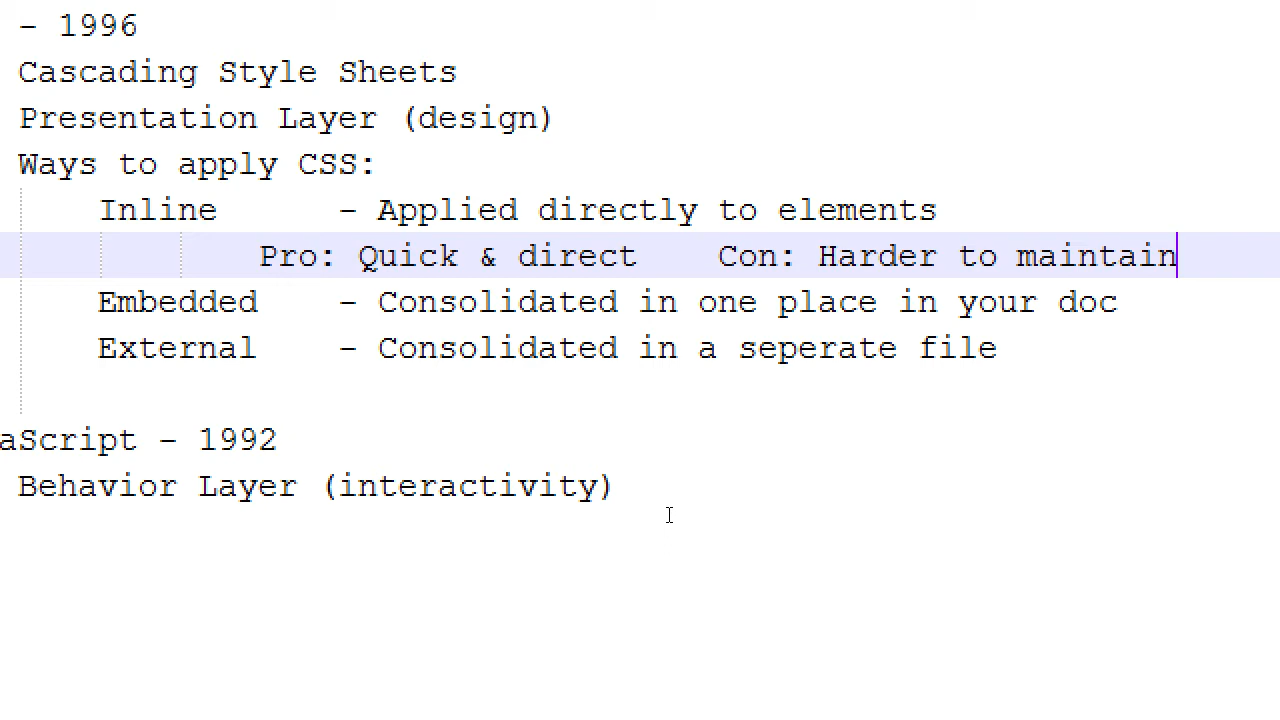 - 1996
Cascading Style Sheets
Presentation Layer (design)
Ways to apply CSS:
Inline - Applied directly to elements
Pro: Quick & direct Con: Harder to maintain
Embedded - Consolidated in one place in your doc
External - Consolidated in a seperate file
aScript - 1992
Behavior Layer (interactivity)